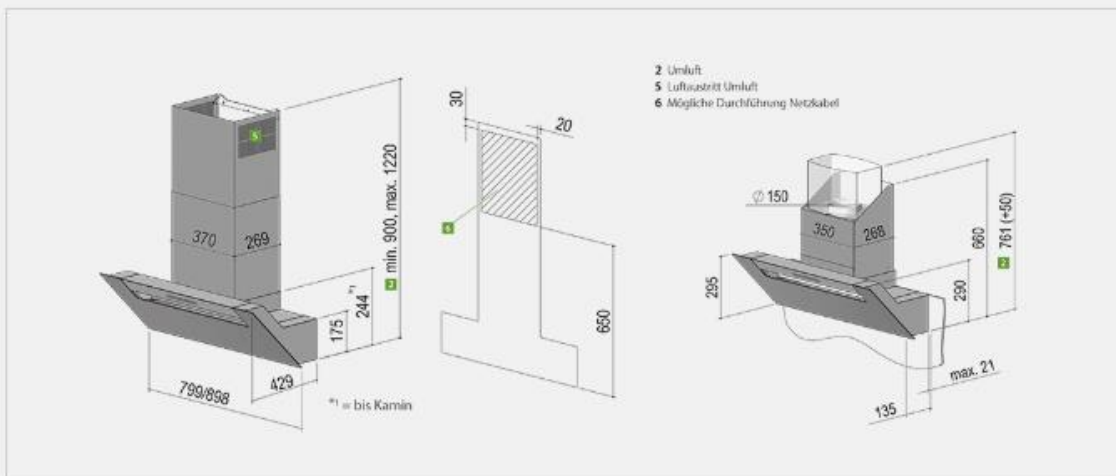 2 Umluft
5 Luftaustritt Umluft
6 Mögliche Durchführung Netzkabel
5
370
269
2 min. 900, max. 1220
244 *1
175
429
799/898
*1 = bis Kamin
30
20
6
650
Ø 150
350
268
295
290
660
2 761 (+50)
max. 21
135